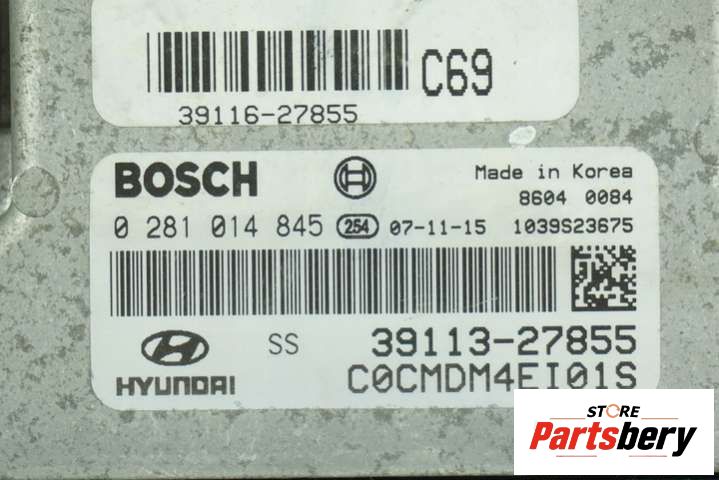 C69
39116-27855
BOSCH Made in Korea
8604 0084
0 281 014 845 254 07-11-15 1039S23675
SS 39113-27855
HYUNDAI C0CMDM4EI01S
STORE
Partsbery